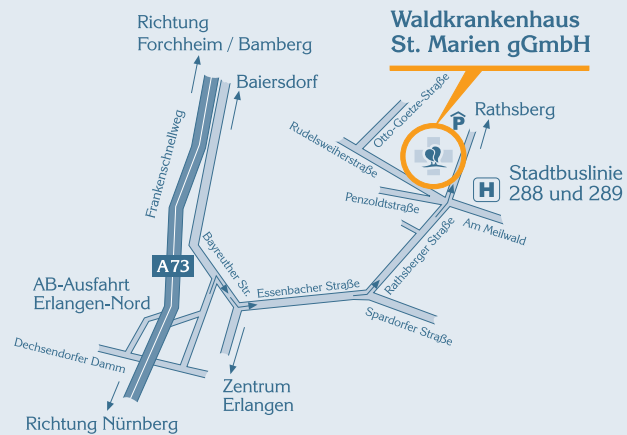 Richtung
Forchheim / Bamberg
Baiersdorf
Waldkrankenhaus
St. Marien gGmbH
Otto-Goetze-Straße
P
Rathsberg
Rudelsweiherstraße
Frankenschnellweg
H
Stadtbuslinie
288 und 289
Penzoldtstraße
Am Meilwald
Bayreuther Str.
Rathsberger Straße
A73
AB-Ausfahrt
Erlangen-Nord
Essenbacher Straße
Spardorfer Straße
Dechsendorfer Damm
Zentrum
Erlangen
Richtung Nürnberg